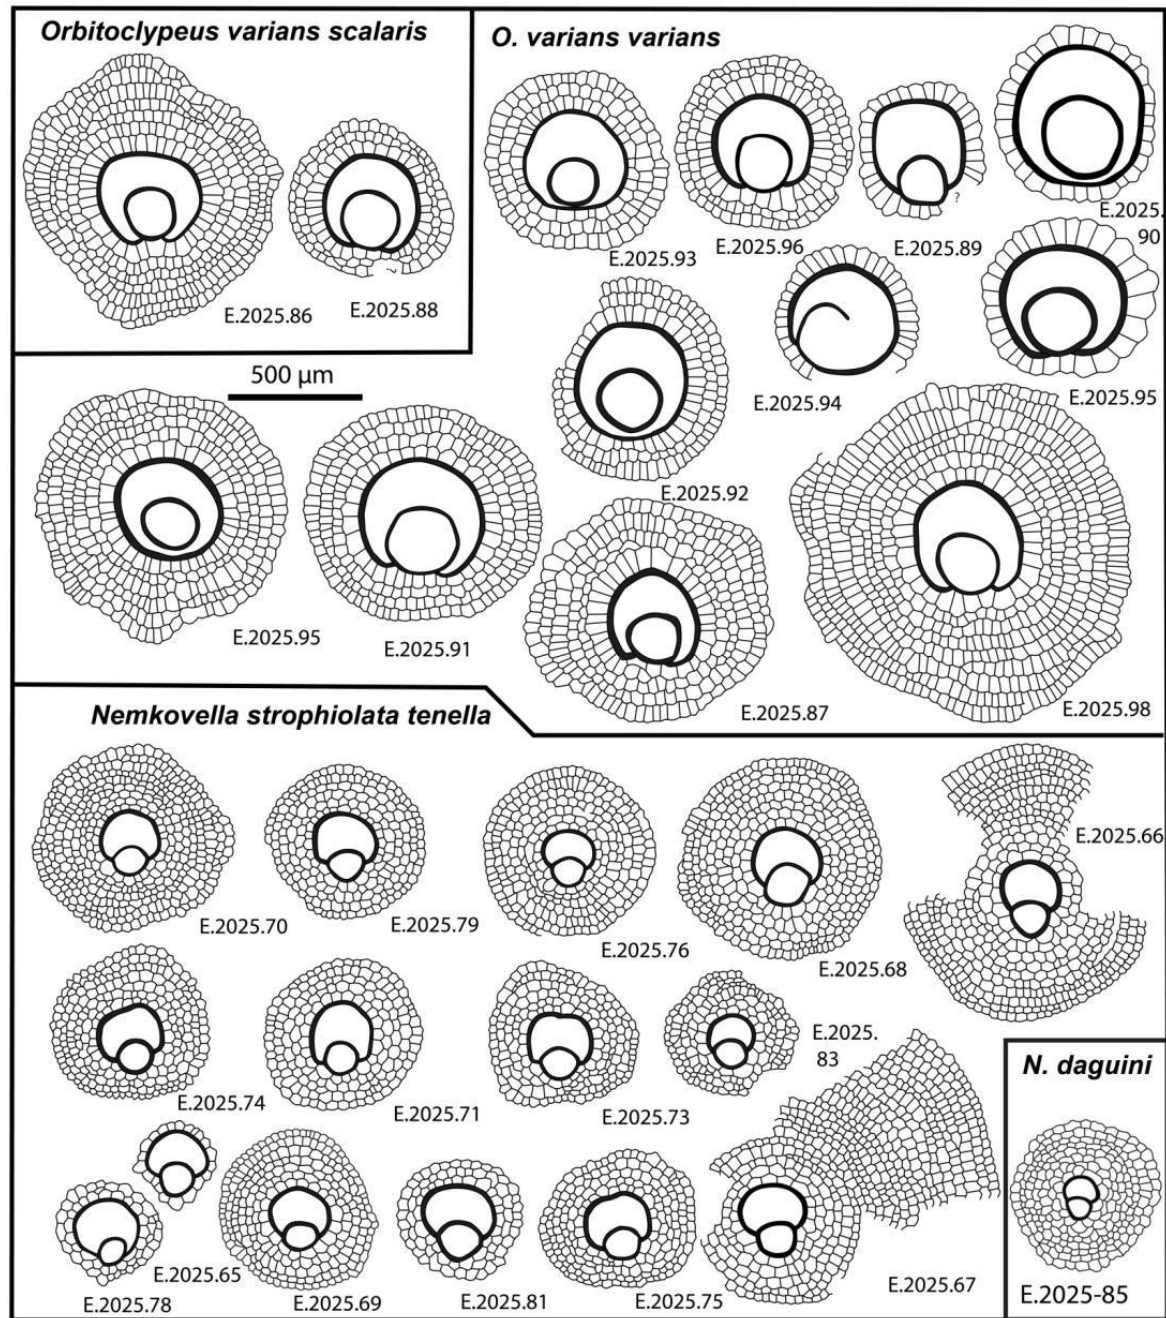 Orbitoclypeus varians scalaris
O. varians varians
E.2025.86
E.2025.88
?
E.2025.93
E.2025.96
E.2025.89
?
E.2025.
90
E.2025.94
E.2025.95
500 µm
E.2025.92
E.2025.95
E.2025.91
E.2025.87
E.2025.98
Nemkovella strophiolata tenella
E.2025.70
E.2025.79
E.2025.76
E.2025.68
E.2025.66
E.2025.74
E.2025.71
E.2025.73
E.2025.
83
E.2025.65
E.2025.78
E.2025.69
E.2025.81
E.2025.75
E.2025.67
N. daguini
E.2025-85